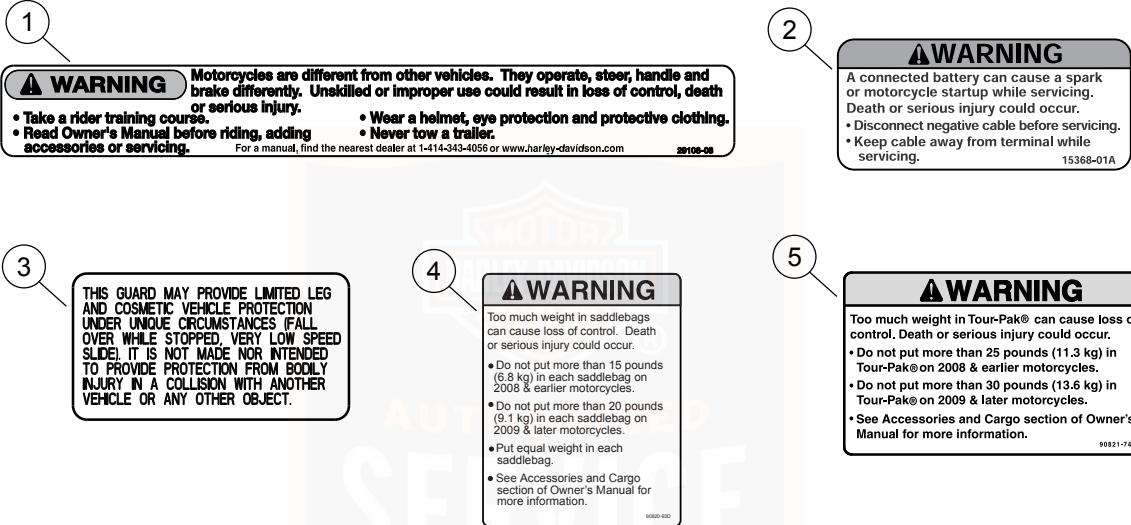 1
⚠ WARNING
Motorcycles are different from other vehicles. They operate, steer, handle and
brake differently. Unskilled or improper use could result in loss of control, death
or serious injury.
• Take a rider training course.
• Read Owner's Manual before riding, adding
accessories or servicing.
• Wear a helmet, eye protection and protective clothing.
• Never tow a trailer.
For a manual, find the nearest dealer at 1-414-343-4056 or www.harley-davidson.com
29108-08
2
⚠WARNING
A connected battery can cause a spark
or motorcycle startup while servicing.
Death or serious injury could occur.
• Disconnect negative cable before servicing.
• Keep cable away from terminal while
servicing.
15368-01A
3
THIS GUARD MAY PROVIDE LIMITED LEG
AND COSMETIC VEHICLE PROTECTION
UNDER UNIQUE CIRCUMSTANCES (FALL
OVER WHILE STOPPED, VERY LOW SPEED
SLIDE). IT IS NOT MADE NOR INTENDED
TO PROVIDE PROTECTION FROM BODILY
INJURY IN A COLLISION WITH ANOTHER
VEHICLE OR ANY OTHER OBJECT.
4
⚠WARNING
Too much weight in saddlebags
can cause loss of control. Death
or serious injury could occur.
• Do not put more than 15 pounds
(6.8 kg) in each saddlebag on
2008 & earlier motorcycles.
• Do not put more than 20 pounds
(9.1 kg) in each saddlebag on
2009 & later motorcycles.
• Put equal weight in each
saddlebag.
• See Accessories and Cargo
section of Owner's Manual for
more information.
5
⚠WARNING
Too much weight in Tour-Pak® can cause loss o
control. Death or serious injury could occur.
• Do not put more than 25 pounds (11.3 kg) in
Tour-Pak® on 2008 & earlier motorcycles.
• Do not put more than 30 pounds (13.6 kg) in
Tour-Pak® on 2009 & later motorcycles.
• See Accessories and Cargo section of Owner's
Manual for more information.
90821-74
MOTOR
HARLEY-DAVIDSON
®
SERVICE